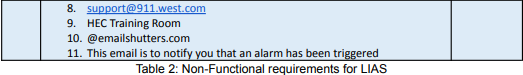 8. support@911.west.com
9. HEC Training Room
10. @emailshutters.com
11. This email is to notify you that an alarm has been triggered
Table 2: Non-Functional requirements for LIAS